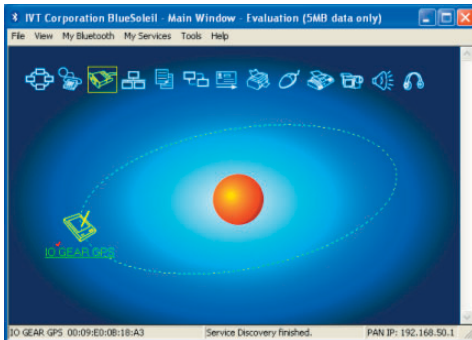 IVT Corporation BlueSoleil - Main Window - Evaluation (5MB data only)
File View My Bluetooth My Services Tools Help
IO GEAR GPS
IO GEAR GPS 00:09:E0:0B:18:A3 Service Discovery finished. PAN IP: 192.168.50.1